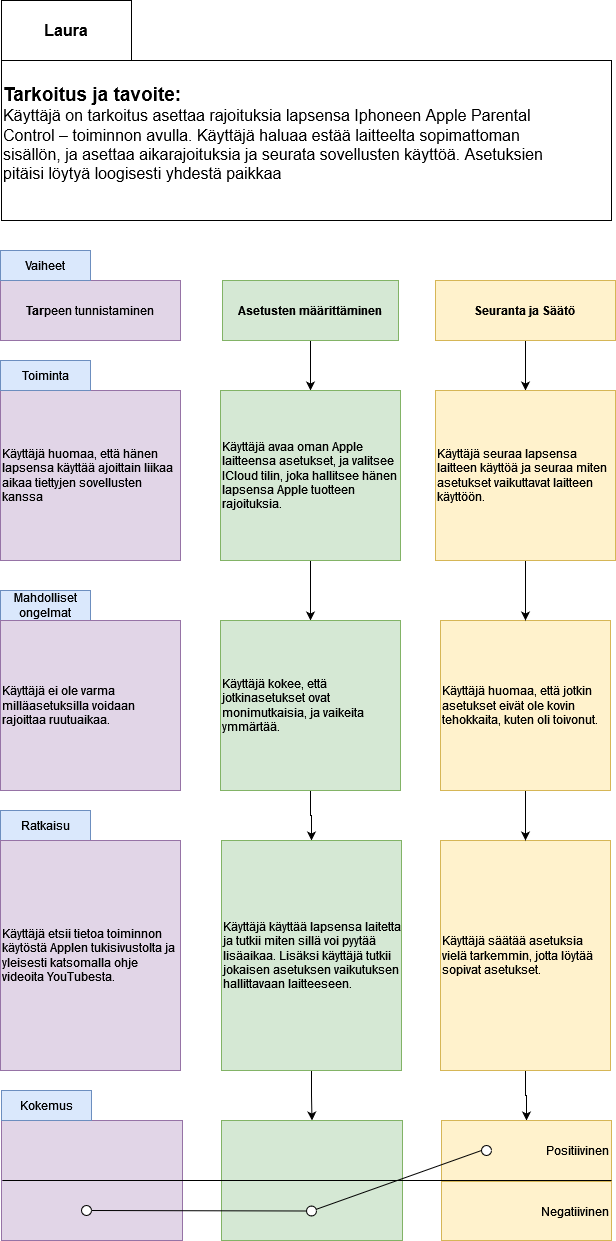 Laura
Tarkoitus ja tavoite:
Käyttäjä on tarkoitus asettaa rajoituksia lapsensa Iphoneen Apple Parental
Control – toiminnon avulla. Käyttäjä haluaa estää laitteelta sopimattoman
sisällön, ja asettaa aikarajoituksia ja seurata sovellusten käyttöä. Asetuksien
pitäisi löytyä loogisesti yhdestä paikkaa
Vaiheet
Tarpeen tunnistaminen
Asetusten määrittäminen
Seuranta ja Säätö
Toiminta
Käyttäjä huomaa, että hänen
lapsensa käyttää ajoittain liikaa
aikaa tiettyjen sovellusten
kanssa
Käyttäjä avaa oman Apple
laitteensa asetukset, ja valitsee
ICloud tilin, joka hallitsee hänen
lapsensa Apple tuotteen
rajoituksia.
Käyttäjä seuraa lapsensa
laitteen käyttöä ja seuraa miten
asetukset vaikuttavat laitteen
käyttöön.
Mahdolliset
ongelmat
Käyttäjä ei ole varma
milläasetuksilla voidaan
rajoittaa ruutuaikaa.
Käyttäjä kokee, että
jotkinasetukset ovat
monimutkaisia, ja vaikeita
ymmärtää.
Käyttäjä huomaa, että jotkin
asetukset eivät ole kovin
tehokkaita, kuten oli toivonut.
Ratkaisu
Käyttäjä etsii tietoa toiminnon
käytöstä Applen tukisivustolta ja
yleisesti katsomalla ohje
videoita YouTubesta.
Käyttäjä käyttää lapsensa laitetta
ja tutkii miten sillä voi pyytää
lisäaikaa. Lisäksi käyttäjä tutkii
jokaisen asetuksen vaikutuksen
hallittavaan laitteeseen.
Käyttäjä säätää asetuksia
vielä tarkemmin, jotta löytää
sopivat asetukset.
Kokemus
Positiivinen
Negatiivinen